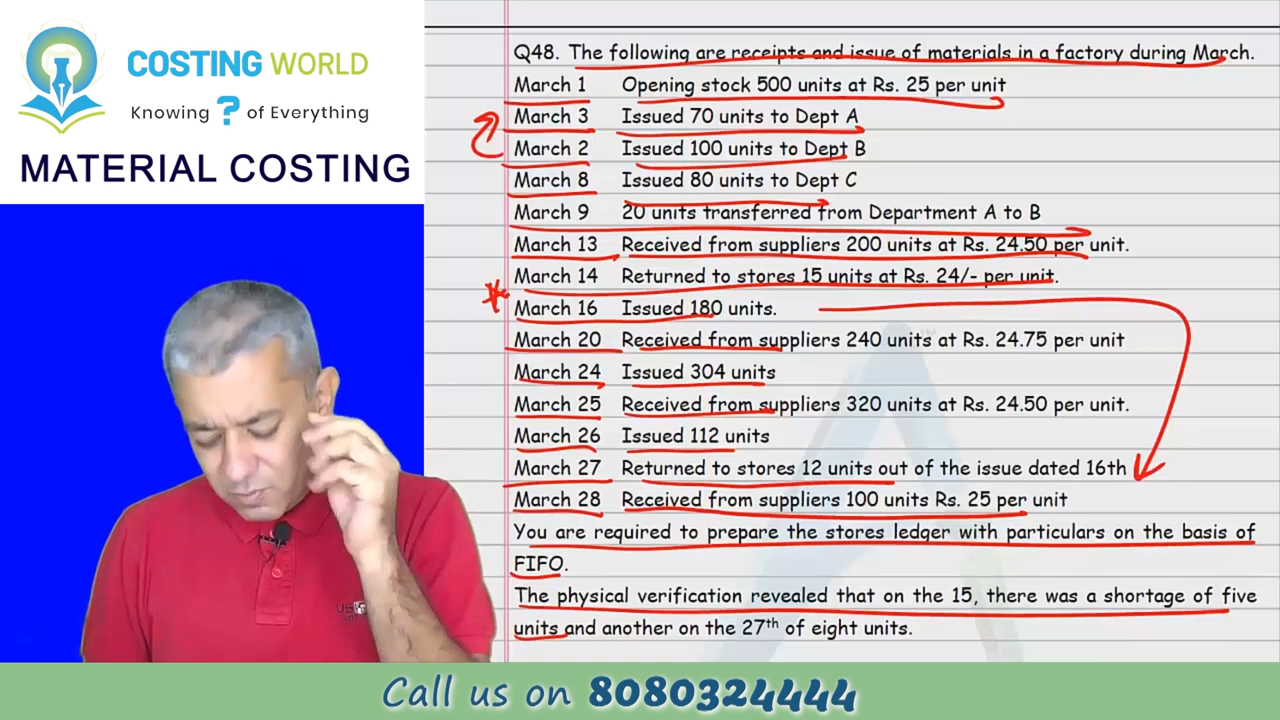 COSTING WORLD
Knowing ? of Everything
MATERIAL COSTING
Q48. The following are receipts and issue of materials in a factory during March.
March 1 Opening stock 500 units at Rs. 25 per unit
March 3 Issued 70 units to Dept A
March 2 Issued 100 units to Dept B
March 8 Issued 80 units to Dept C
March 9 20 units transferred from Department A to B
March 13 Received from suppliers 200 units at Rs. 24.50 per unit.
March 14 Returned to stores 15 units at Rs. 24/- per unit.
March 16 Issued 180 units.
March 20 Received from suppliers 240 units at Rs. 24.75 per unit
March 24 Issued 304 units
March 25 Received from suppliers 320 units at Rs. 24.50 per unit.
March 26 Issued 112 units
March 27 Returned to stores 12 units out of the issue dated 16th
March 28 Received from suppliers 100 units Rs. 25 per unit
You are required to prepare the stores ledger with particulars on the basis of
FIFO.
The physical verification revealed that on the 15, there was a shortage of five
units and another on the 27th of eight units.
Call us on 8080324444